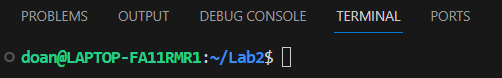 PROBLEMS OUTPUT DEBUG CONSOLE TERMINAL PORTS
doan@LAPTOP-FA11RMR1:~/Lab2$